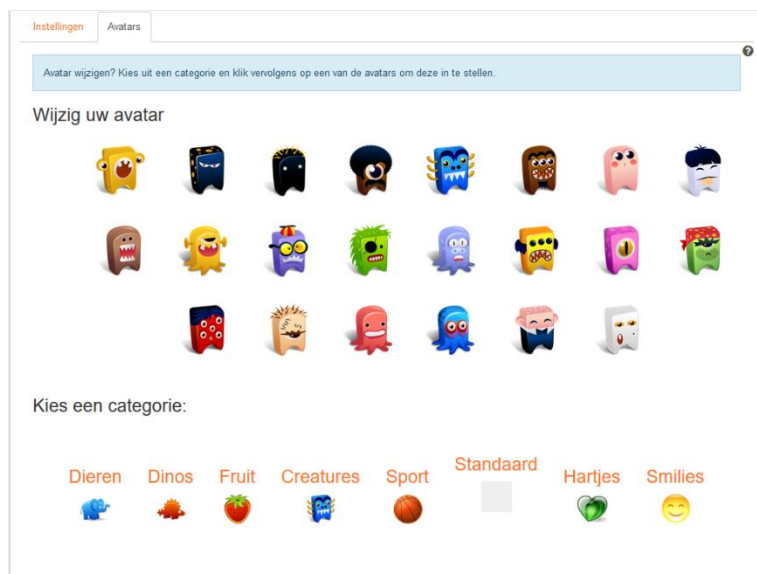 Instellingen Avatars
Avatar wijzigen? Kies uit een categorie en klik vervolgens op een van de avatars om deze in te stellen.
Wijzig uw avatar
Kies een categorie:
Dieren Dinos Fruit Creatures Sport Standaard Hartjes Smilies